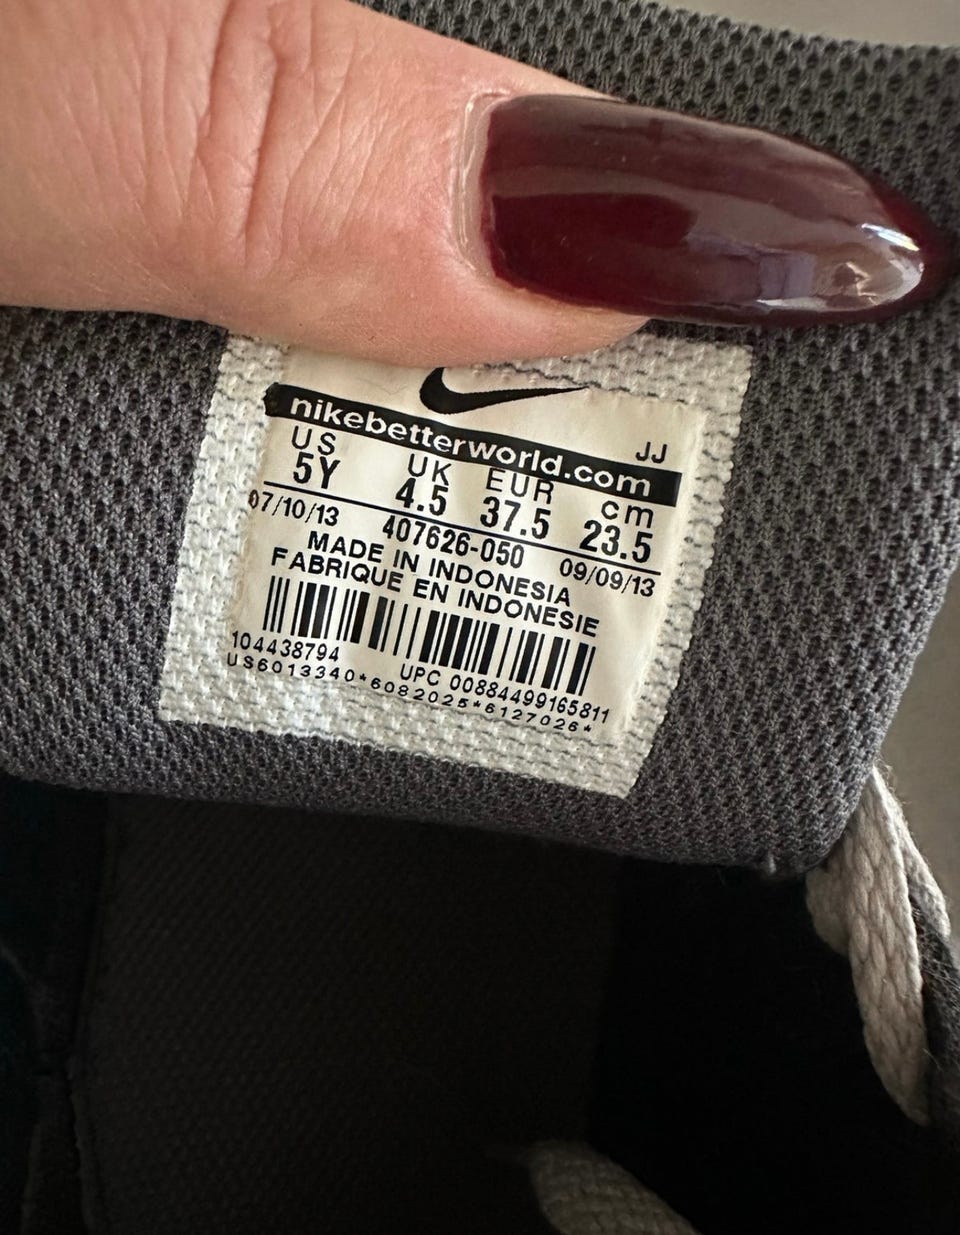 nikebetterworld.com
JJ
US UK EUR cm
5Y 4.5 37.5 23.5
07/10/13 407626-050 09/09/13
MADE IN INDONESIA
FABRIQUE EN INDONESIE
104438794 UPC 00884499165811
US6013340*6082025*6127026*